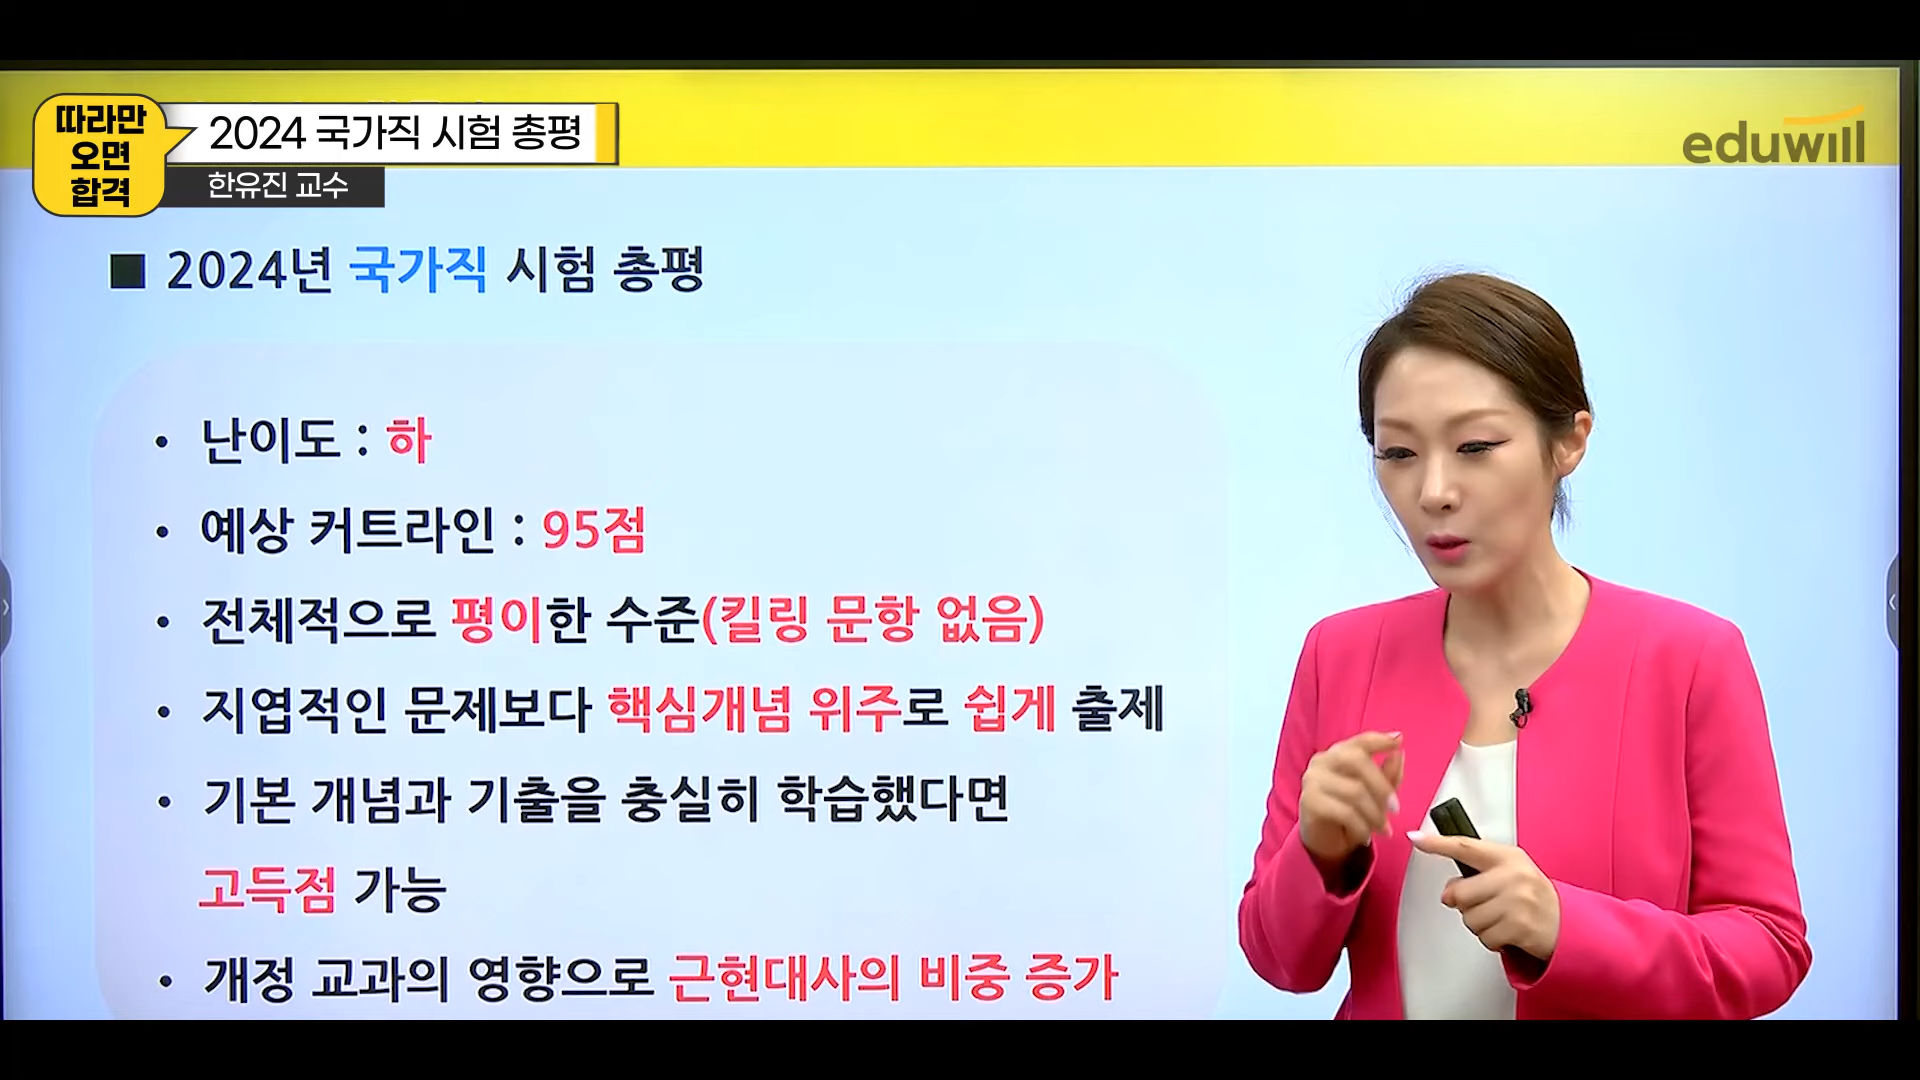 따라만
오면
합격
2024 국가직 시험 총평
한유진 교수
eduwill
■ 2024년 국가직 시험 총평
• 난이도 : 하
• 예상 커트라인 : 95점
• 전체적으로 평이한 수준(킬링 문항 없음)
• 지엽적인 문제보다 핵심개념 위주로 쉽게 출제
• 기본 개념과 기출을 충실히 학습했다면
고득점 가능
• 개정 교과의 영향으로 근현대사의 비중 증가